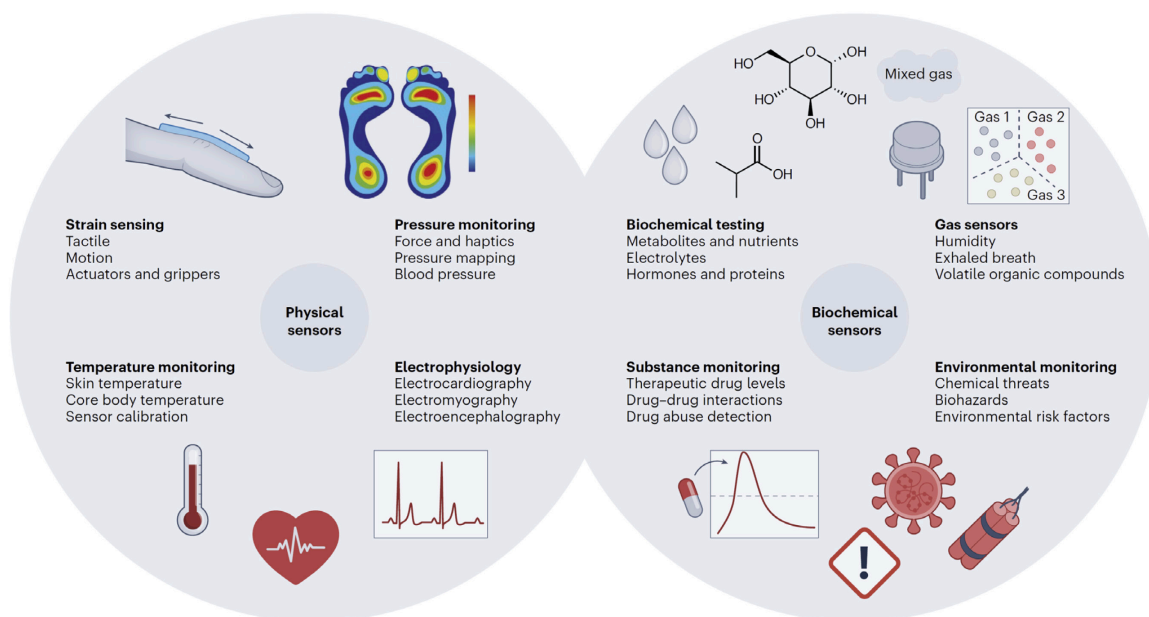 Strain sensing
Tactile
Motion
Actuators and grippers
Pressure monitoring
Force and haptics
Pressure mapping
Blood pressure
Physical
sensors
Temperature monitoring
Skin temperature
Core body temperature
Sensor calibration
Electrophysiology
Electrocardiography
Electromyography
Electroencephalography
HO
O
OH
HO
OH
OH
O
OH
Mixed gas
Gas 1
Gas 2
Gas 3
Biochemical testing
Metabolites and nutrients
Electrolytes
Hormones and proteins
Gas sensors
Humidity
Exhaled breath
Volatile organic compounds
Biochemical
sensors
Substance monitoring
Therapeutic drug levels
Drug–drug interactions
Drug abuse detection
Environmental monitoring
Chemical threats
Biohazards
Environmental risk factors
!